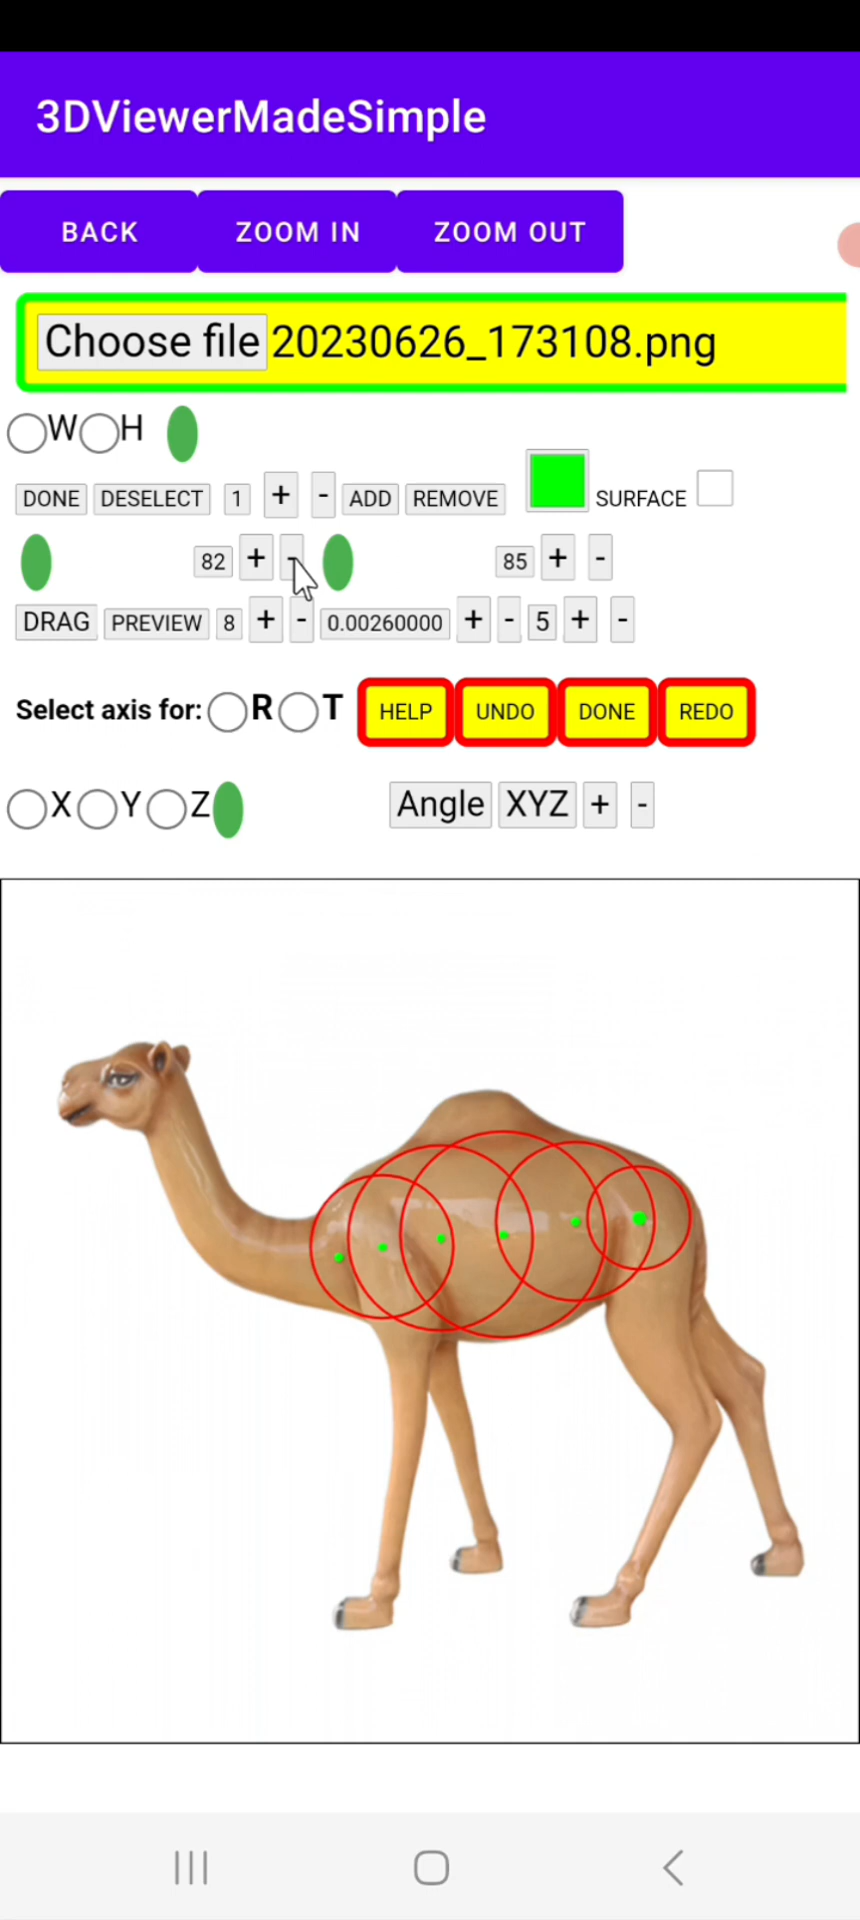 3DViewerMadeSimple
BACK ZOOM IN ZOOM OUT
Choose file 20230626_173108.png
W H
DONE DESELECT 1 + - ADD REMOVE SURFACE
82 + - 85 + -
DRAG PREVIEW 8 + - 0.00260000 + - 5 + -
Select axis for: R T HELP UNDO DONE REDO
X Y Z Angle XYZ + -